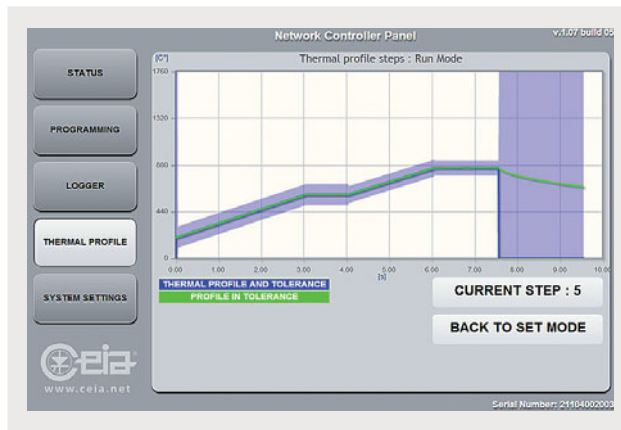 Network Controller Panel
v.1.07 build 05
STATUS
PROGRAMMING
LOGGER
THERMAL PROFILE
SYSTEM SETTINGS
Ceia
www.ceia.net
[C°]
Thermal profile steps : Run Mode
1760
1320
880
440
0
0.00 1.00 2.00 3.00 4.00 5.00 6.00 7.00 8.00 9.00 10.00
[s]
THERMAL PROFILE AND TOLERANCE
PROFILE IN TOLERANCE
CURRENT STEP : 5
BACK TO SET MODE
Serial Number: 21104002003